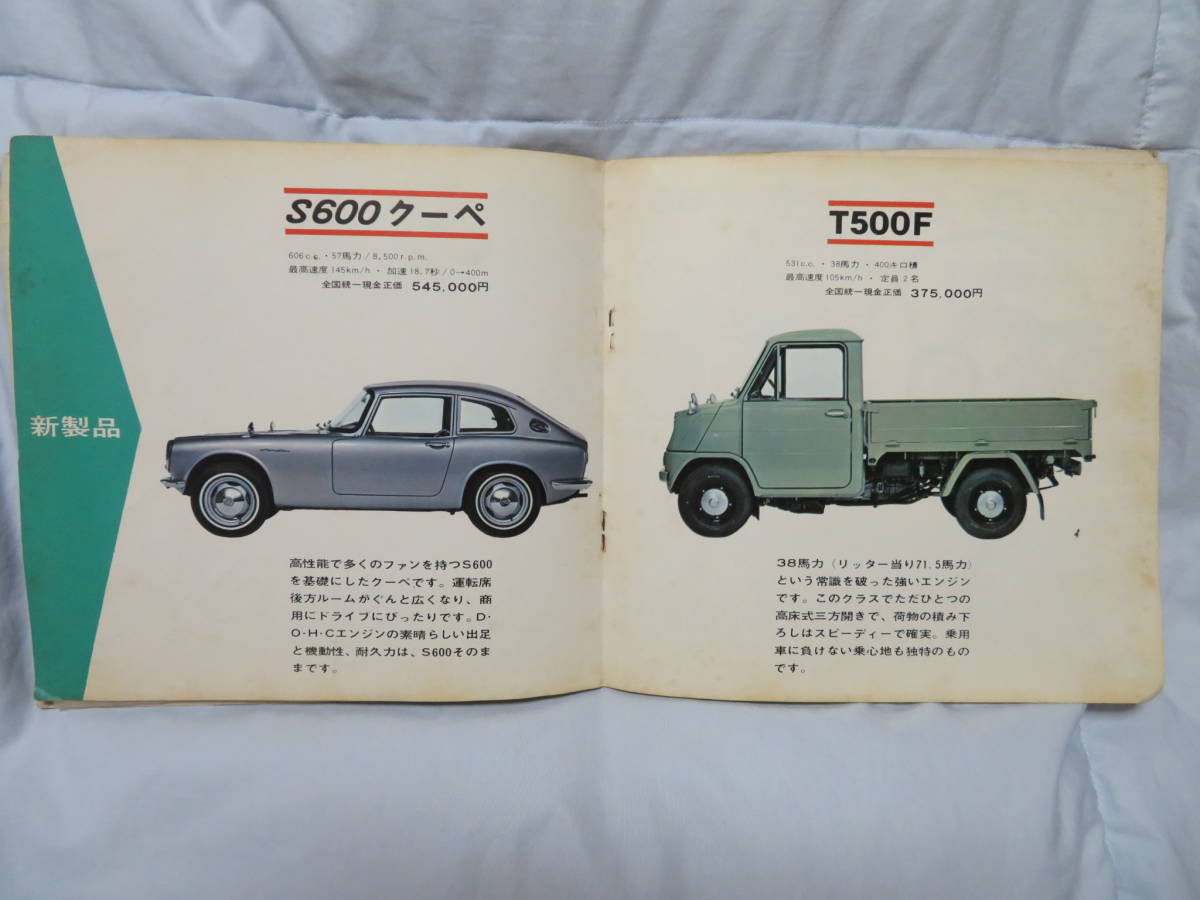 新製品
S600 クーペ
606c.c.・57馬力/8,500r.p.m.
最高速度145km/h・加速18.7秒/0→400m
全国統一現金正価 545,000円
高性能で多くのファンを持つS600
を基礎にしたクーペです。運転席
後方ルームがぐんと広くなり、商
用にドライブにぴったりです。D・
O・H・Cエンジンの素晴らしい出足
と機動性、耐久力は、S600そのま
まです。
T500F
531c.c.・38馬力・400キロ積
最高速度105km/h・定員2名
全国統一現金正価 375,000円
38馬力(リッター当り71.5馬力)
という常識を破った強いエンジン
です。このクラスでただひとつの
高床式三方開きで、荷物の積み下
ろしはスピーディーで確実。乗用
車に負けない乗心地も独特のもの
です。